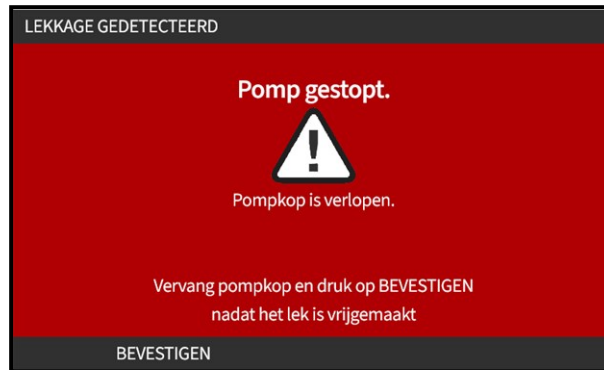 LEKKAGE GEDETECTEERD
Pomp gestopt.
Pompkop is verlopen.
Vervang pompkop en druk op BEVESTIGEN
nadat het lek is vrijgemaakt
BEVESTIGEN